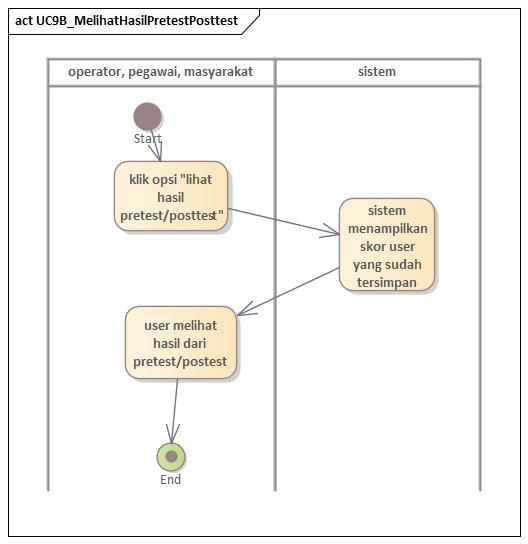 act UC9B_MelihatHasilPretestPosttest
operator, pegawai, masyarakat
sistem
Start
klik opsi "lihat
hasil
pretest/posttest"
sistem
menampilkan
skor user
yang sudah
tersimpan
user melihat
hasil dari
pretest/postest
End